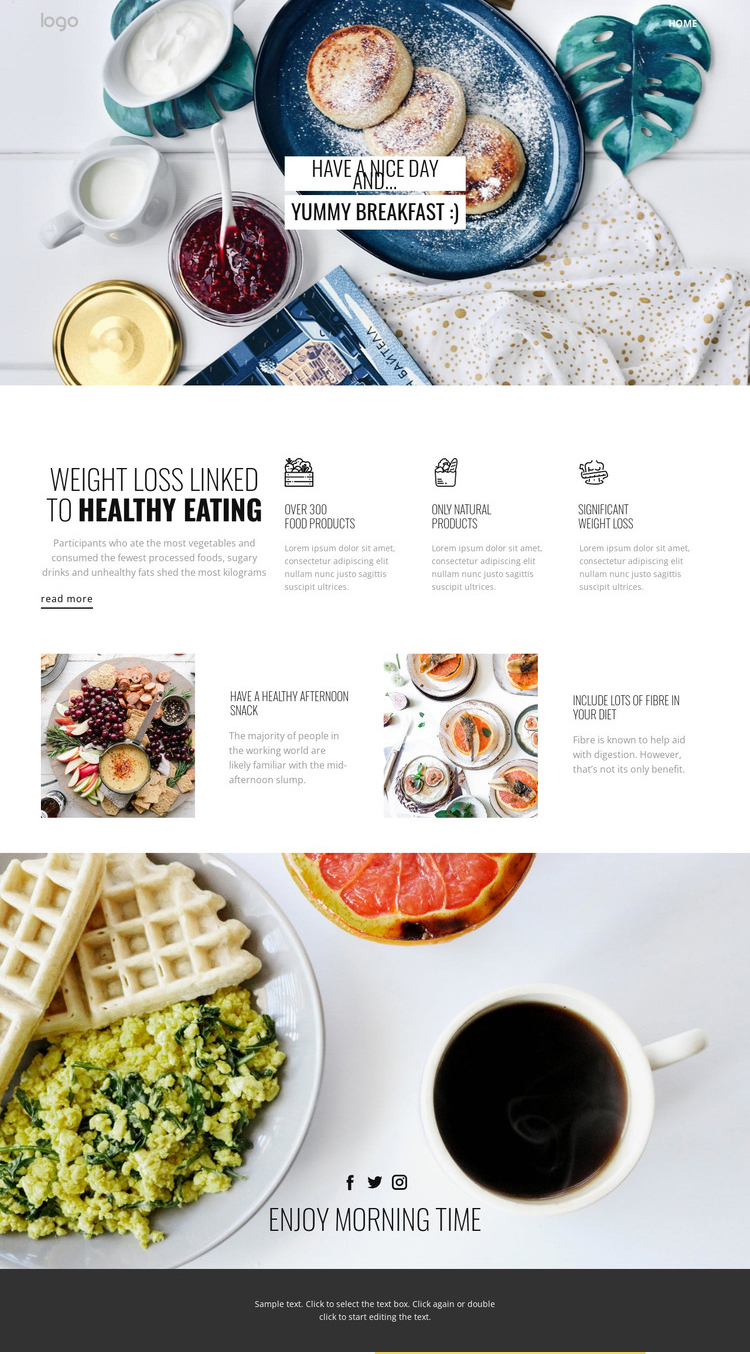 logo
HOME
HAVE A NICE DAY
AND...
YUMMY BREAKFAST :)
БАЙТЕЛЛ
WEIGHT LOSS LINKED
TO HEALTHY EATING
Participants who ate the most vegetables and
consumed the fewest processed foods, sugary
drinks and unhealthy fats shed the most kilograms
read more
OVER 300
FOOD PRODUCTS
Lorem ipsum dolor sit amet,
consectetur adipiscing elit
nullam nunc justo sagittis
suscipit ultrices.
ONLY NATURAL
PRODUCTS
Lorem ipsum dolor sit amet,
consectetur adipiscing elit
nullam nunc justo sagittis
suscipit ultrices.
SIGNIFICANT
WEIGHT LOSS
Lorem ipsum dolor sit amet,
consectetur adipiscing elit
nullam nunc justo sagittis
suscipit ultrices.
HAVE A HEALTHY AFTERNOON
SNACK
The majority of people in
the working world are
likely familiar with the mid-
afternoon slump.
INCLUDE LOTS OF FIBRE IN
YOUR DIET
Fibre is known to help aid
with digestion. However,
that's not its only benefit.
ENJOY MORNING TIME
Sample text. Click to select the text box. Click again or double
click to start editing the text.